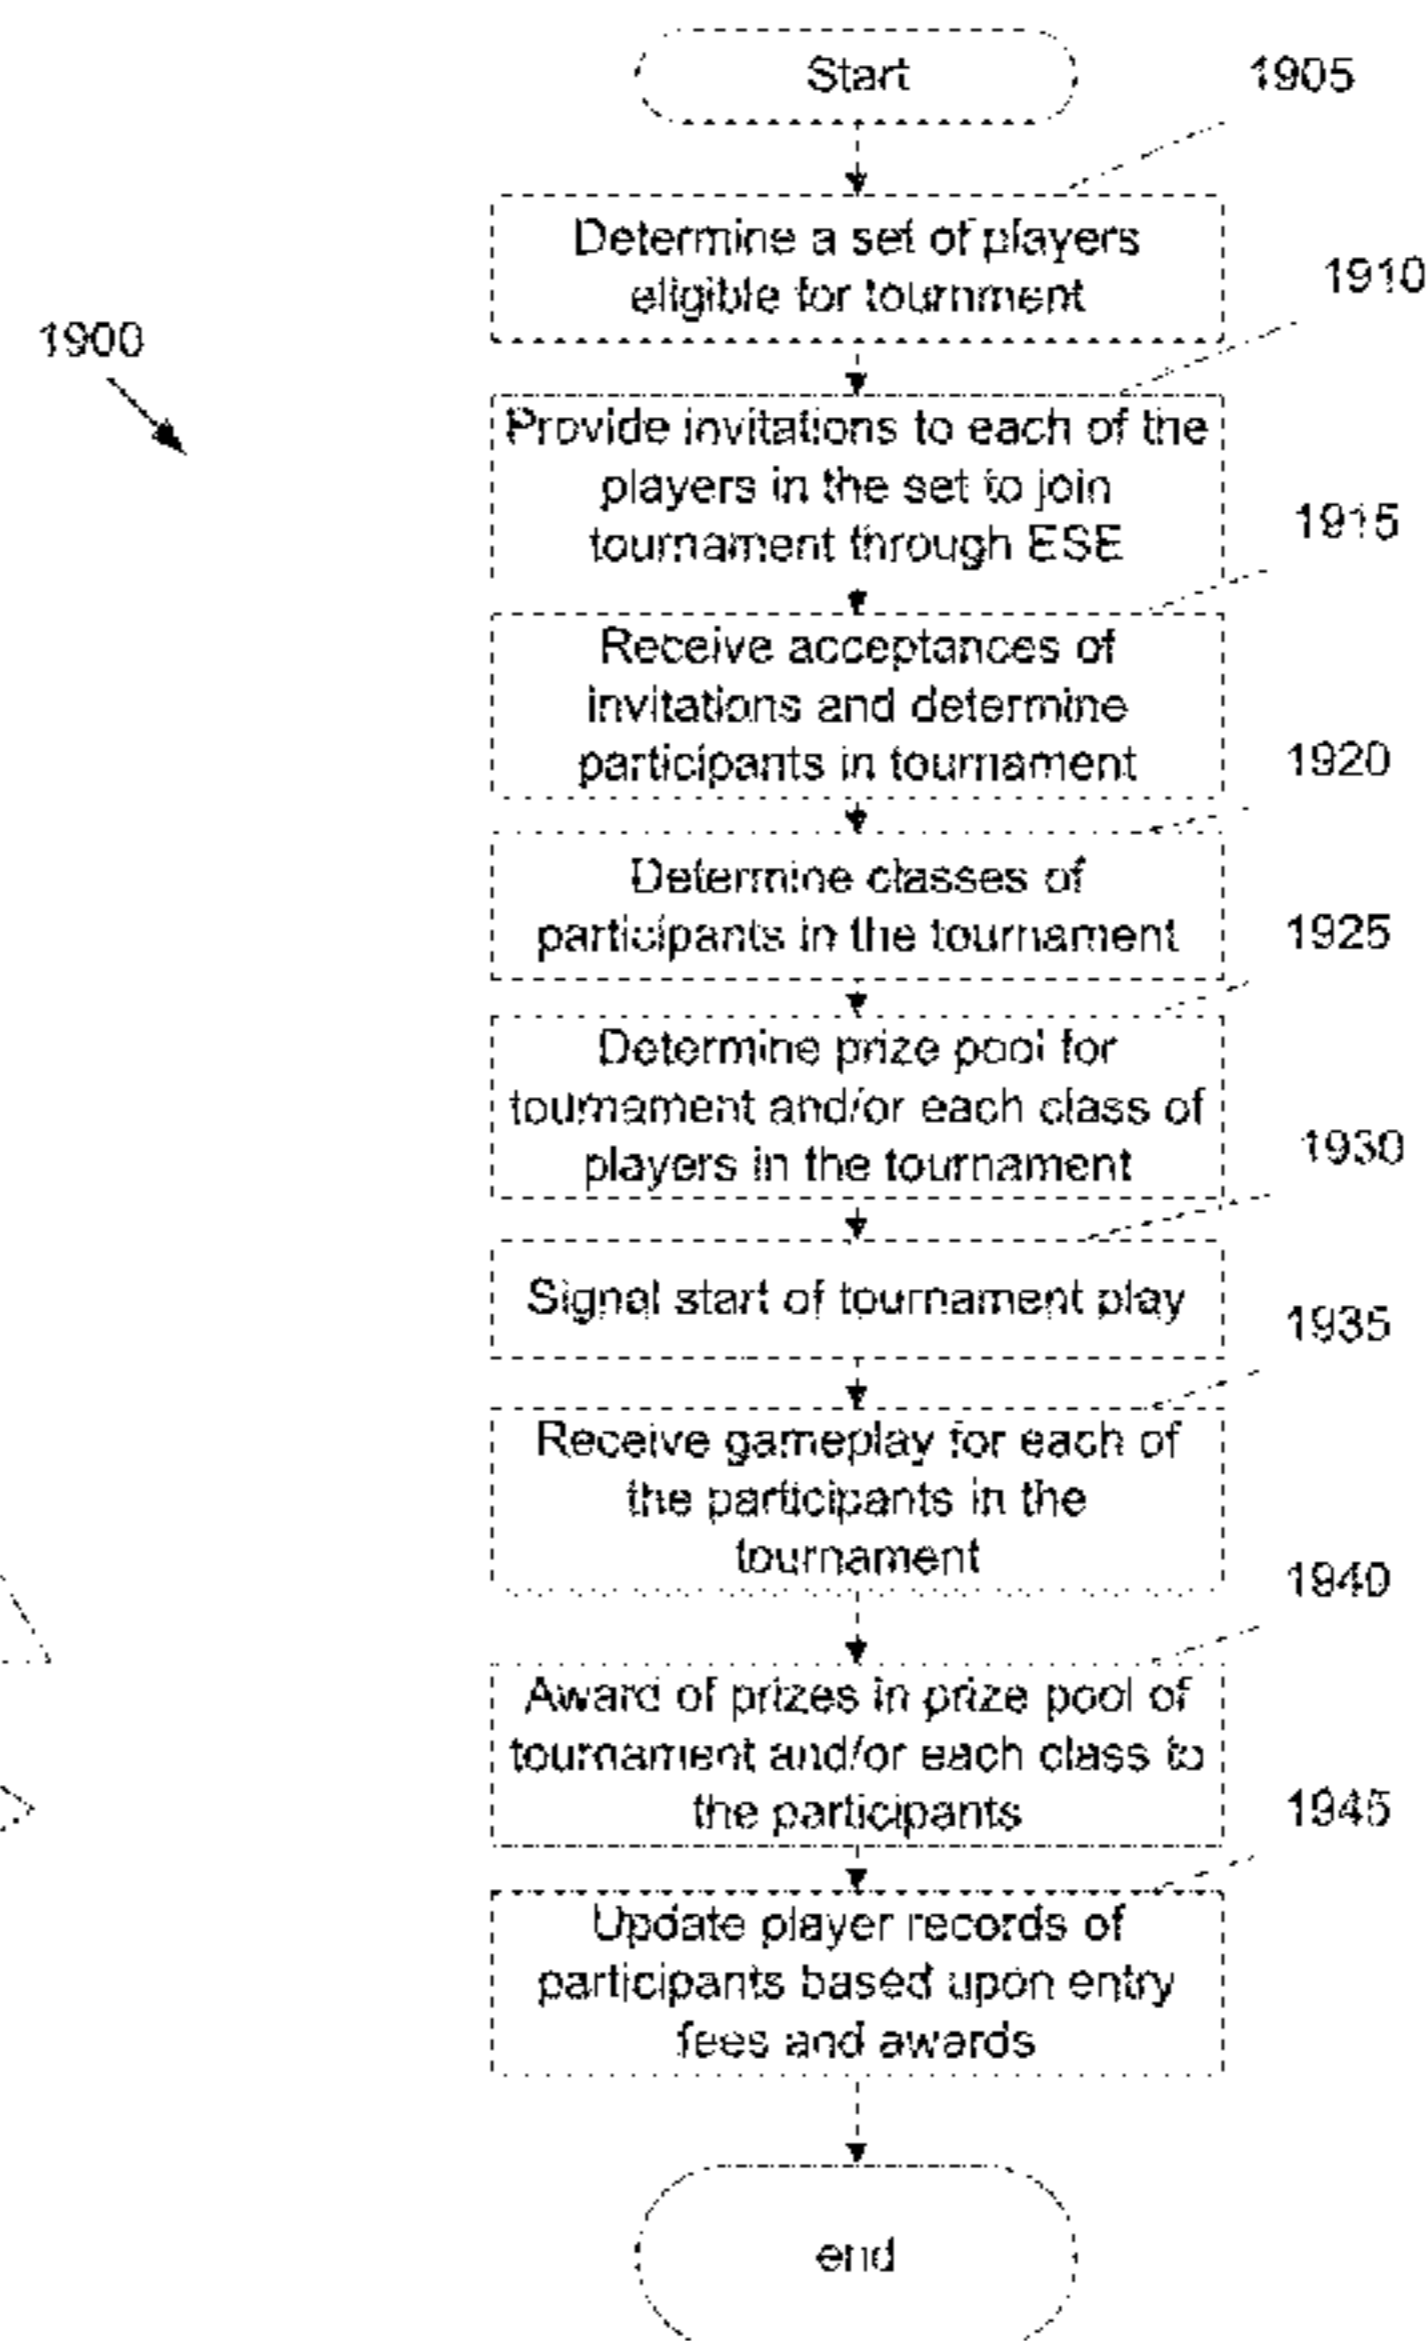 Start
1905
Determine a set of players
eligible for tournment
1910
1900
Provide invitations to each of the
players in the set to join
tournament through ESE
1915
Receive acceptances of
invitations and determine
participants in tournament
1920
Determine classes of
participants in the tournament
1925
Determine prize pool for
tournament and/or each class of
players in the tournament
1930
Signal start of tournament play
1935
Receive gameplay for each of
the participants in the
tournament
1940
Award of prizes in prize pool of
tournament and/or each class to
the participants
1945
Update player records of
participants based upon entry
fees and awards
end